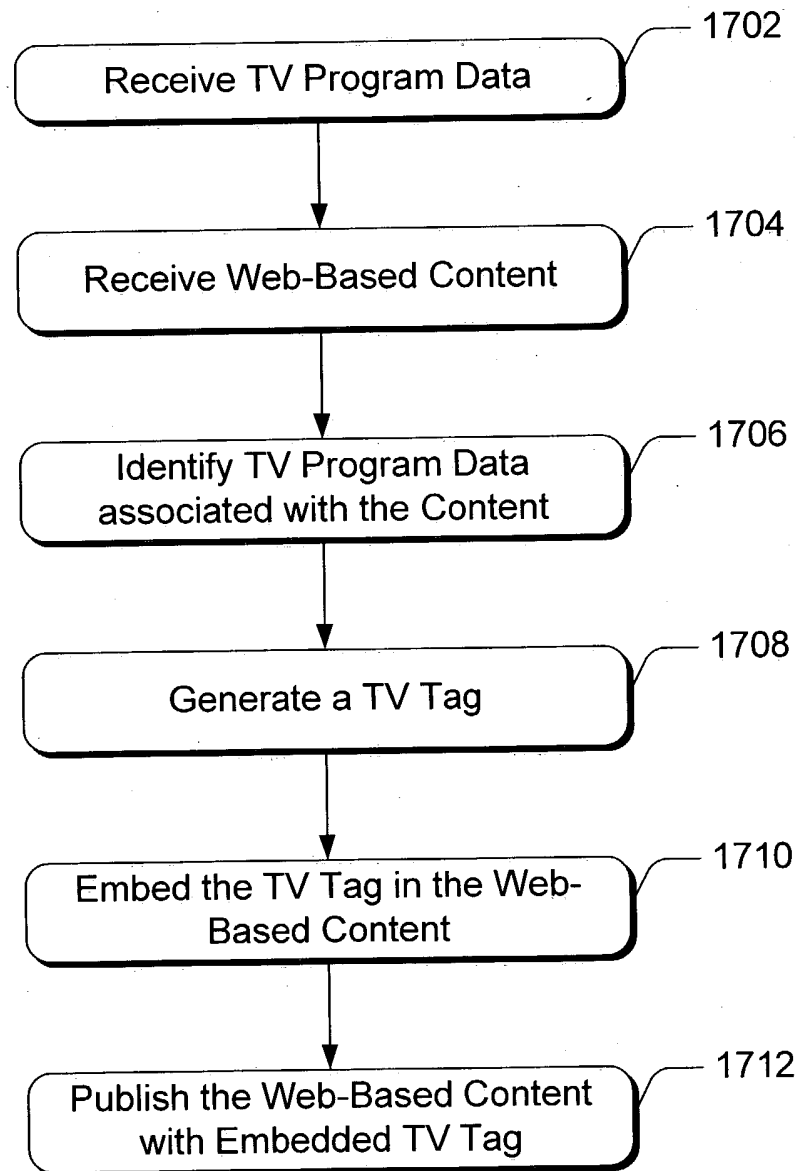 1702
Receive TV Program Data
1704
Receive Web-Based Content
1706
Identify TV Program Data
associated with the Content
1708
Generate a TV Tag
1710
Embed the TV Tag in the Web-
Based Content
1712
Publish the Web-Based Content
with Embedded TV Tag